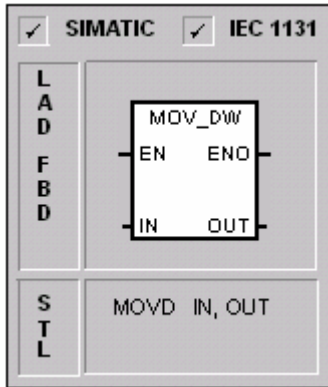 ✓ SIMATIC ✓ IEC 1131
LAD
FBD
MOV_DW
EN ENO
IN OUT
STL
MOVD IN, OUT